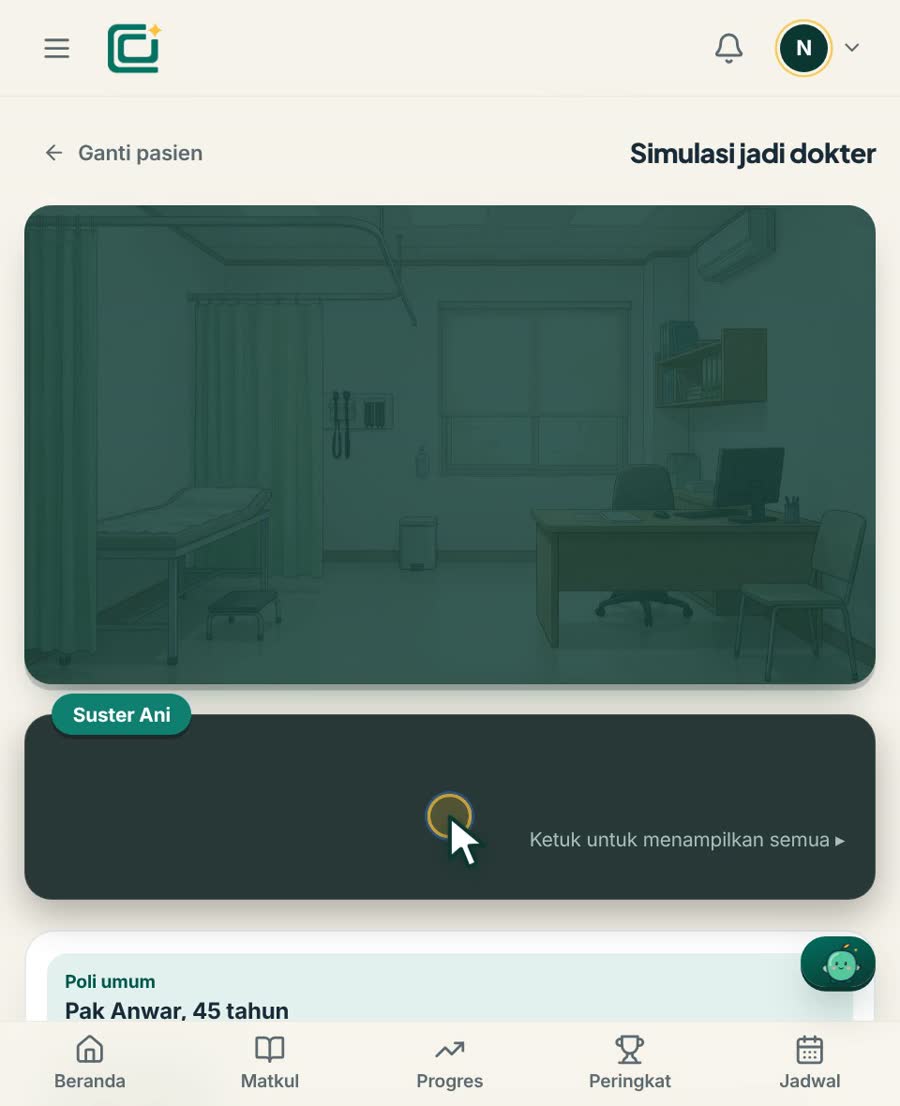 N
Ganti pasien
Simulasi jadi dokter
Suster Ani
Ketuk untuk menampilkan semua ▸
Poli umum
Pak Anwar, 45 tahun
Beranda
Matkul
Progres
Peringkat
Jadwal